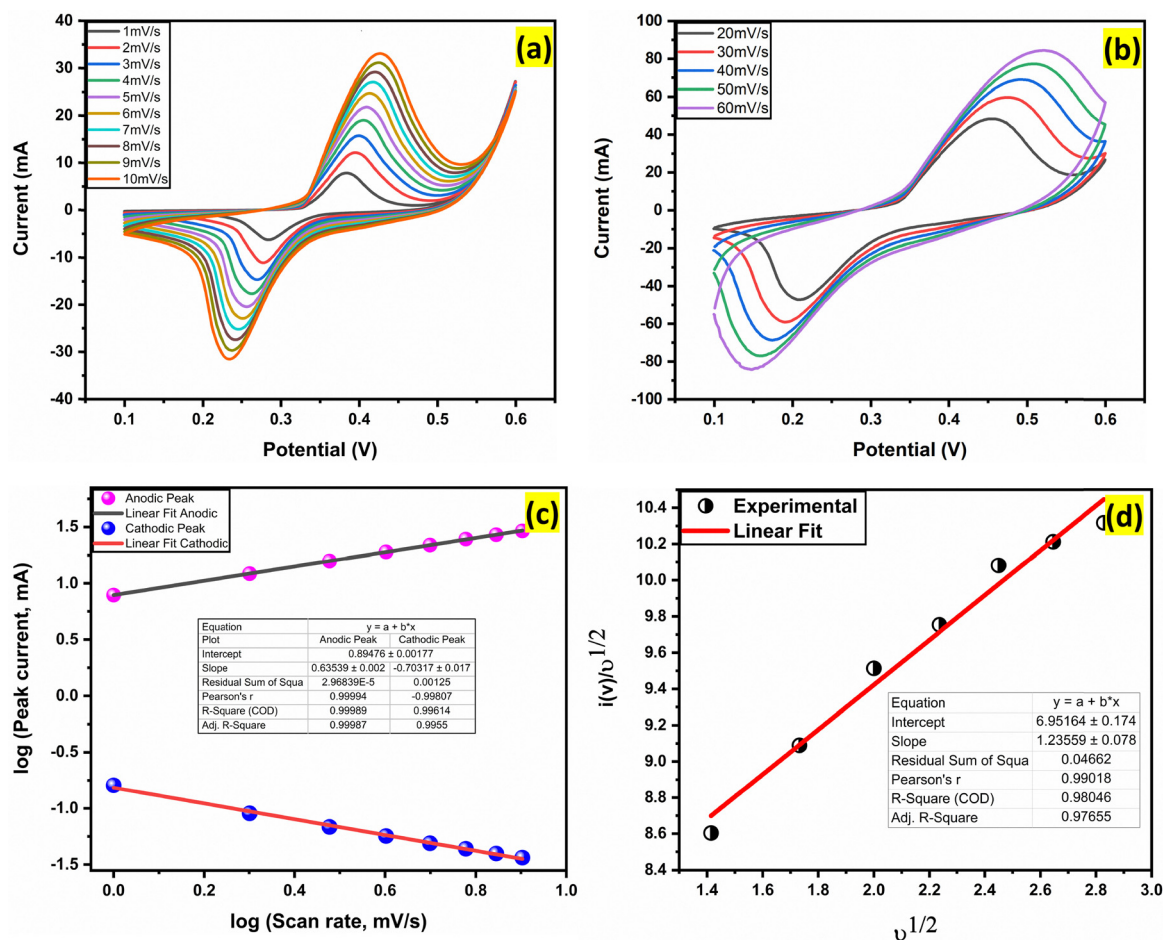 (a)
1mV/s
2mV/s
3mV/s
4mV/s
5mV/s
6mV/s
7mV/s
8mV/s
9mV/s
10mV/s
Current (mA)
40
30
20
10
0
-10
-20
-30
-40
0.1 0.2 0.3 0.4 0.5 0.6
Potential (V)
(b)
20mV/s
30mV/s
40mV/s
50mV/s
60mV/s
Current (mA)
100
80
60
40
20
0
-20
-40
-60
-80
-100
0.1 0.2 0.3 0.4 0.5 0.6
Potential (V)
(c)
Anodic Peak
Linear Fit Anodic
Cathodic Peak
Linear Fit Cathodic
log (Peak current, mA)
1.5
1.0
0.5
0.0
-0.5
-1.0
-1.5
Equation y = a + b*x
Plot Anodic Peak Cathodic Peak
Intercept 0.89476 ± 0.00177
Slope 0.63539 ± 0.002 -0.70317 ± 0.017
Residual Sum of Squa 2.96839E-5 0.00125
Pearson's r 0.99994 -0.99807
R-Square (COD) 0.99989 0.99614
Adj. R-Square 0.99987 0.9955
0.0 0.2 0.4 0.6 0.8 1.0
log (Scan rate, mV/s)
(d)
Experimental
Linear Fit
i(v)/υ^1/2
10.4
10.2
10.0
9.8
9.6
9.4
9.2
9.0
8.8
8.6
8.4
Equation y = a + b*x
Intercept 6.95164 ± 0.174
Slope 1.23559 ± 0.078
Residual Sum of Squa 0.04662
Pearson's r 0.99018
R-Square (COD) 0.98046
Adj. R-Square 0.97655
1.4 1.6 1.8 2.0 2.2 2.4 2.6 2.8 3.0
υ^1/2